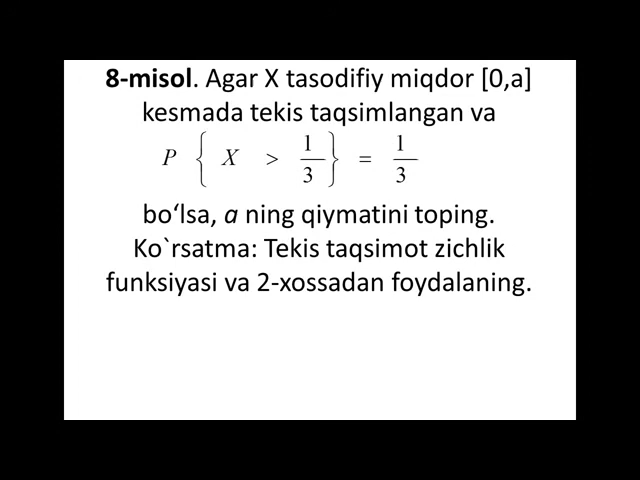 8-misol. Agar X tasodifiy miqdor [0,a]
kesmada tekis taqsimlangan va
P { X > 1/3 } = 1/3
bo‘lsa, a ning qiymatini toping.
Ko`rsatma: Tekis taqsimot zichlik
funksiyasi va 2-xossadan foydalaning.